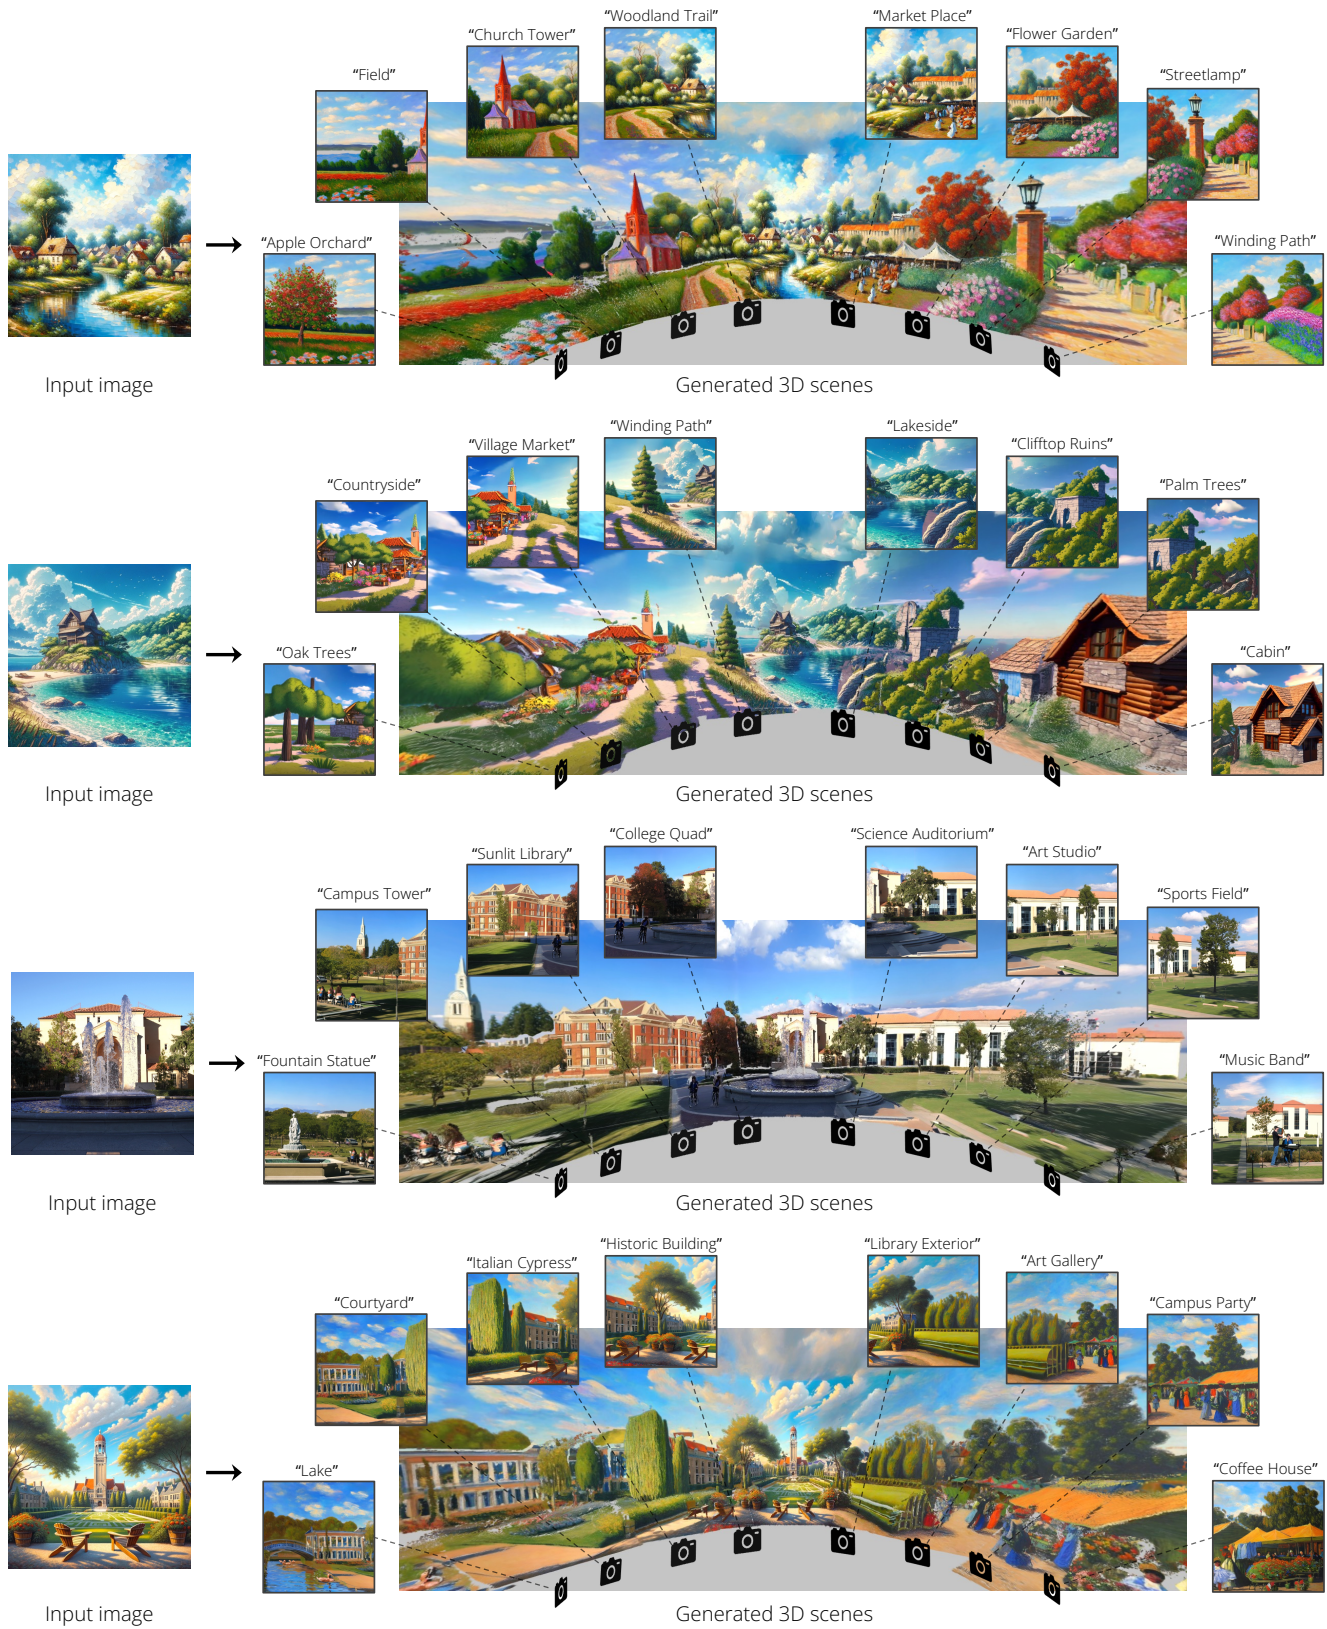 “Woodland Trail”
“Market Place”
“Church Tower”
“Flower Garden”
“Field”
“Streetlamp”
“Apple Orchard”
“Winding Path”
Input image
Generated 3D scenes
“Winding Path”
“Lakeside”
“Village Market”
“Clifftop Ruins”
“Countryside”
“Palm Trees”
“Oak Trees”
“Cabin”
Input image
Generated 3D scenes
“College Quad”
“Science Auditorium”
“Sunlit Library”
“Art Studio”
“Campus Tower”
“Sports Field”
“Fountain Statue”
“Music Band”
Input image
Generated 3D scenes
“Historic Building”
“Library Exterior”
“Italian Cypress”
“Art Gallery”
“Courtyard”
“Campus Party”
“Lake”
“Coffee House”
Input image
Generated 3D scenes